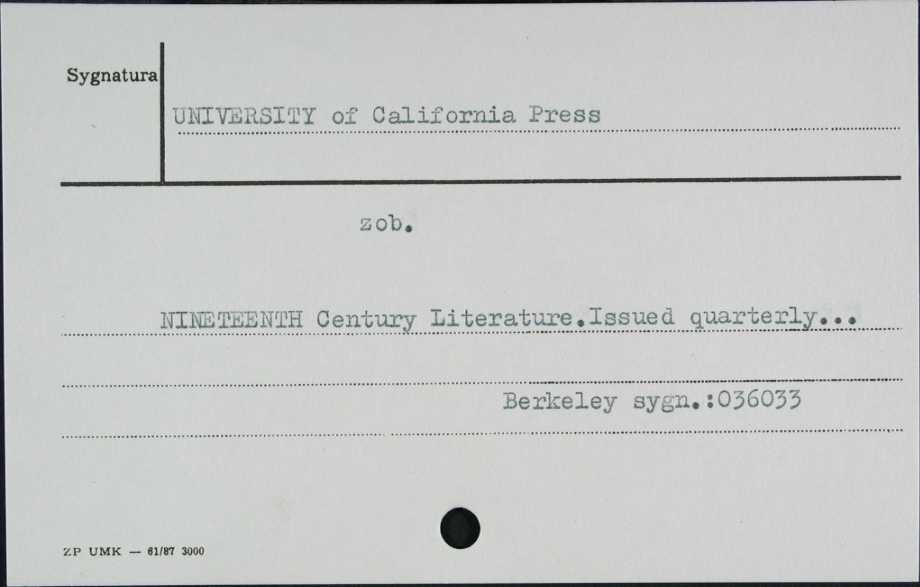 Sygnatura
UNIVERSITY of California Press
zob.
NINETEENTH Century Literature.Issued quarterly...
Berkeley sygn.:036033
ZP UMK — 61/87 3000